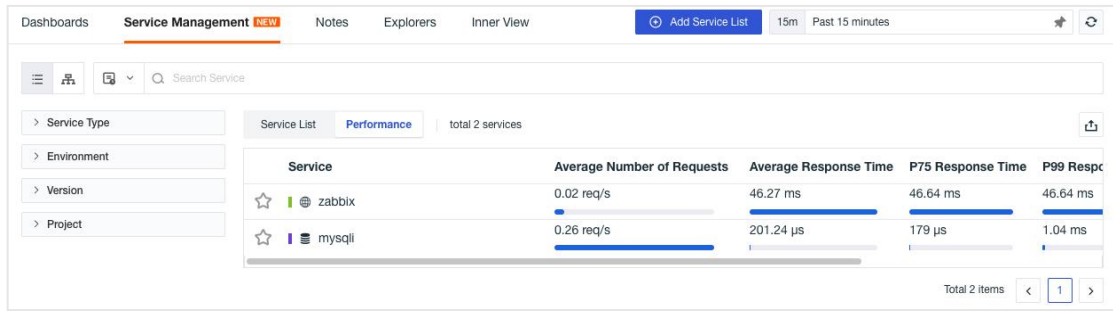 Dashboards Service Management NEW Notes Explorers Inner View Add Service List 15m Past 15 minutes
Search Service
Service Type Service List Performance total 2 services
Environment
Service Average Number of Requests Average Response Time P75 Response Time P99 Respo
Version
zabbix 0.02 req/s 46.27 ms 46.64 ms 46.64 ms
Project
mysqli 0.26 req/s 201.24 µs 179 µs 1.04 ms
Total 2 items 1